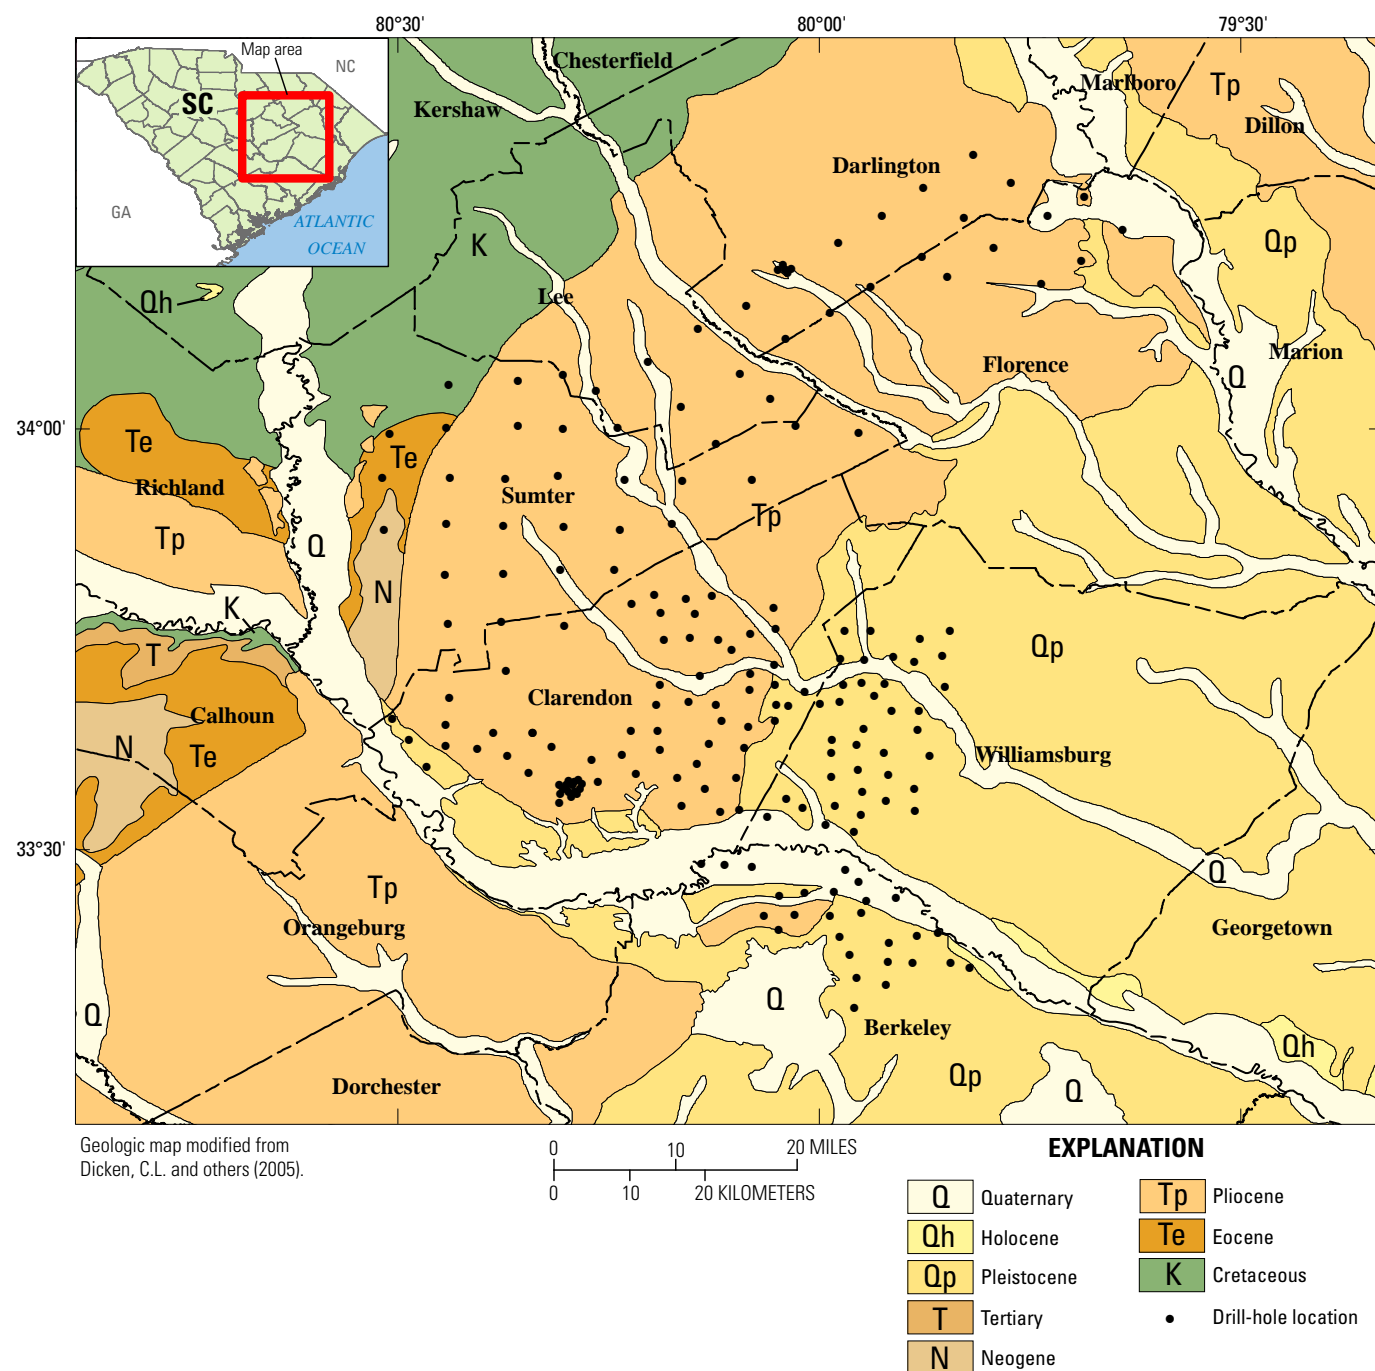 80°30'
80°00'
79°30'
Map area
NC
SC
GA
ATLANTIC
OCEAN
Chesterfield
Kershaw
Marlboro
Tp
Dillon
Darlington
K
Qp
Qh
Lee
Marion
Florence
Q
34°00'
Te
Te
Richland
Sumter
Tp
Tp
Q
N
K
T
Qp
Clarendon
Calhoun
N
Te
Williamsburg
33°30'
Q
Tp
Orangeburg
Georgetown
Q
Q
Berkeley
Qh
Dorchester
Qp
Q
Geologic map modified from
Dicken, C.L. and others (2005).
0 10 20 MILES
0 10 20 KILOMETERS
EXPLANATION
Q Quaternary
Qh Holocene
Qp Pleistocene
T Tertiary
N Neogene
Tp Pliocene
Te Eocene
K Cretaceous
Drill-hole location